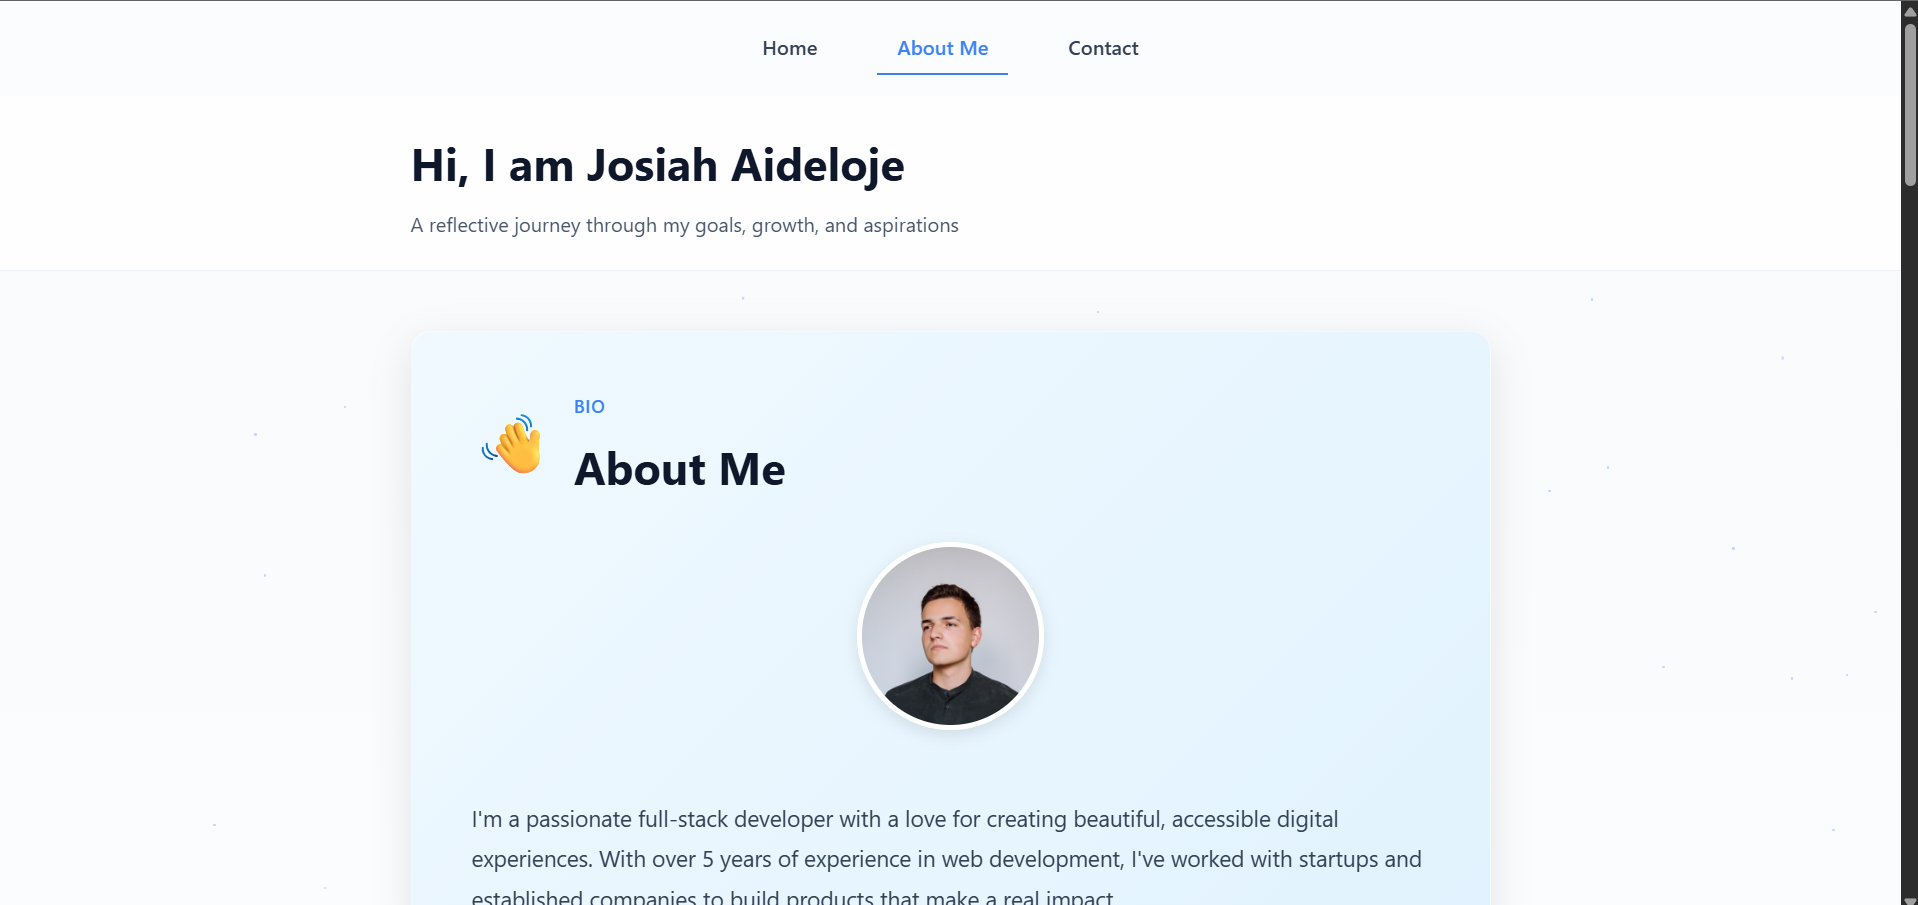 Home
About Me
Contact
Hi, I am Josiah Aideloje
A reflective journey through my goals, growth, and aspirations
BIO
About Me
I'm a passionate full-stack developer with a love for creating beautiful, accessible digital
experiences. With over 5 years of experience in web development, I've worked with startups and
established companies to build products that make a real impact.